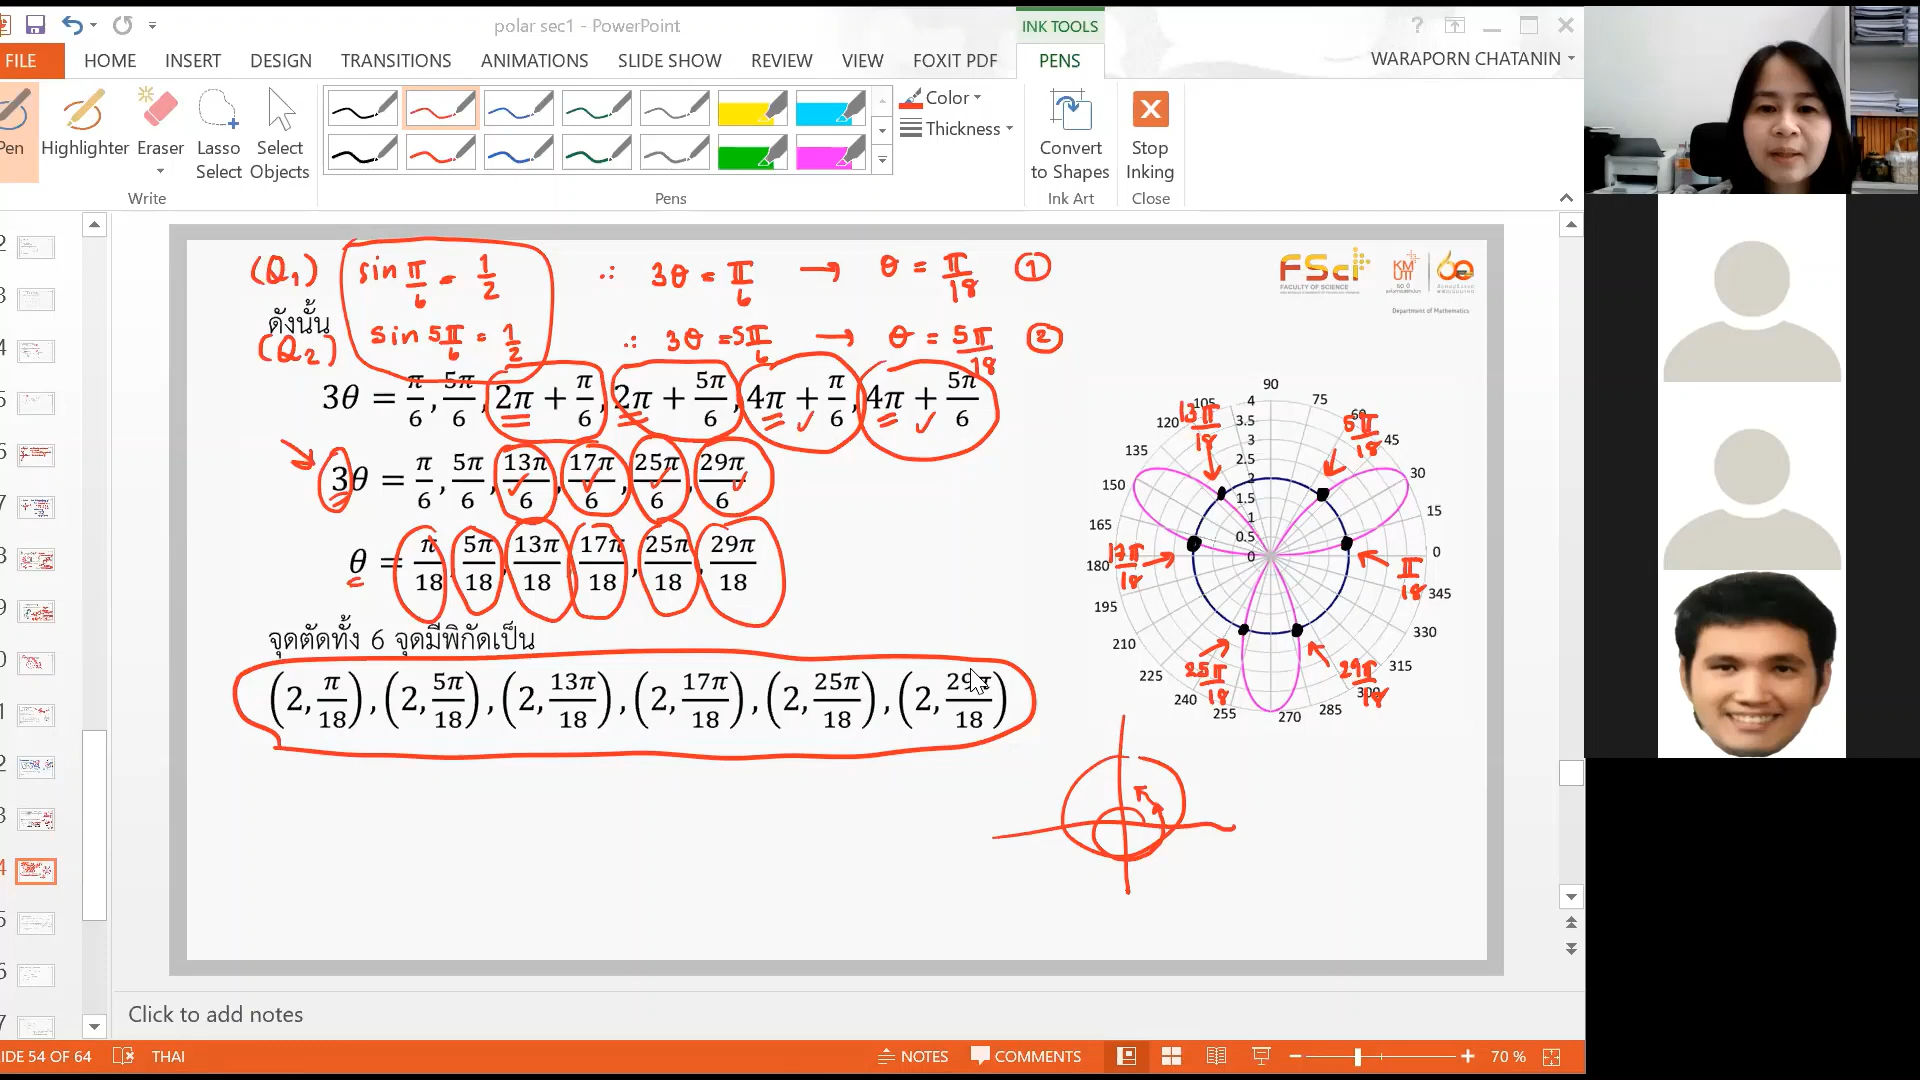 polar sec1 - PowerPoint
INK TOOLS
FILE HOME INSERT DESIGN TRANSITIONS ANIMATIONS SLIDE SHOW REVIEW VIEW FOXIT PDF PENS
WARAPORN CHATANIN
Pen Highlighter Eraser Lasso Select Select Objects
Color
Thickness
Convert to Shapes
Stop Inking
Write Pens Ink Art Close
(Q1) sin π/6 = 1/2 ∴ 3θ = π/6 → θ = π/18 ①
ดังนั้น
(Q2) sin 5π/6 = 1/2 ∴ 3θ = 5π/6 → θ = 5π/18 ②
3θ = π/6, 5π/6, 2π + π/6, 2π + 5π/6, 4π + π/6, 4π + 5π/6
3θ = π/6, 5π/6, 13π/6, 17π/6, 25π/6, 29π/6
θ = π/18, 5π/18, 13π/18, 17π/18, 25π/18, 29π/18
จุดตัดทั้ง 6 จุดมีพิกัดเป็น
(2, π/18), (2, 5π/18), (2, 13π/18), (2, 17π/18), (2, 25π/18), (2, 29π/18)
FSci
FACULTY OF SCIENCE
KMUTT
60
Department of Mathematics
90
105 4 75
120 3.5 60
13π/18 5π/18
135 3 45
2.5
150 2 30
1.5
165 1 15
0.5
180 0 0
17π/18 π/18
195 345
210 330
225 315
25π/18 29π/18
240 300
255 270 285
Click to add notes
SLIDE 54 OF 64 THAI NOTES COMMENTS 70 %